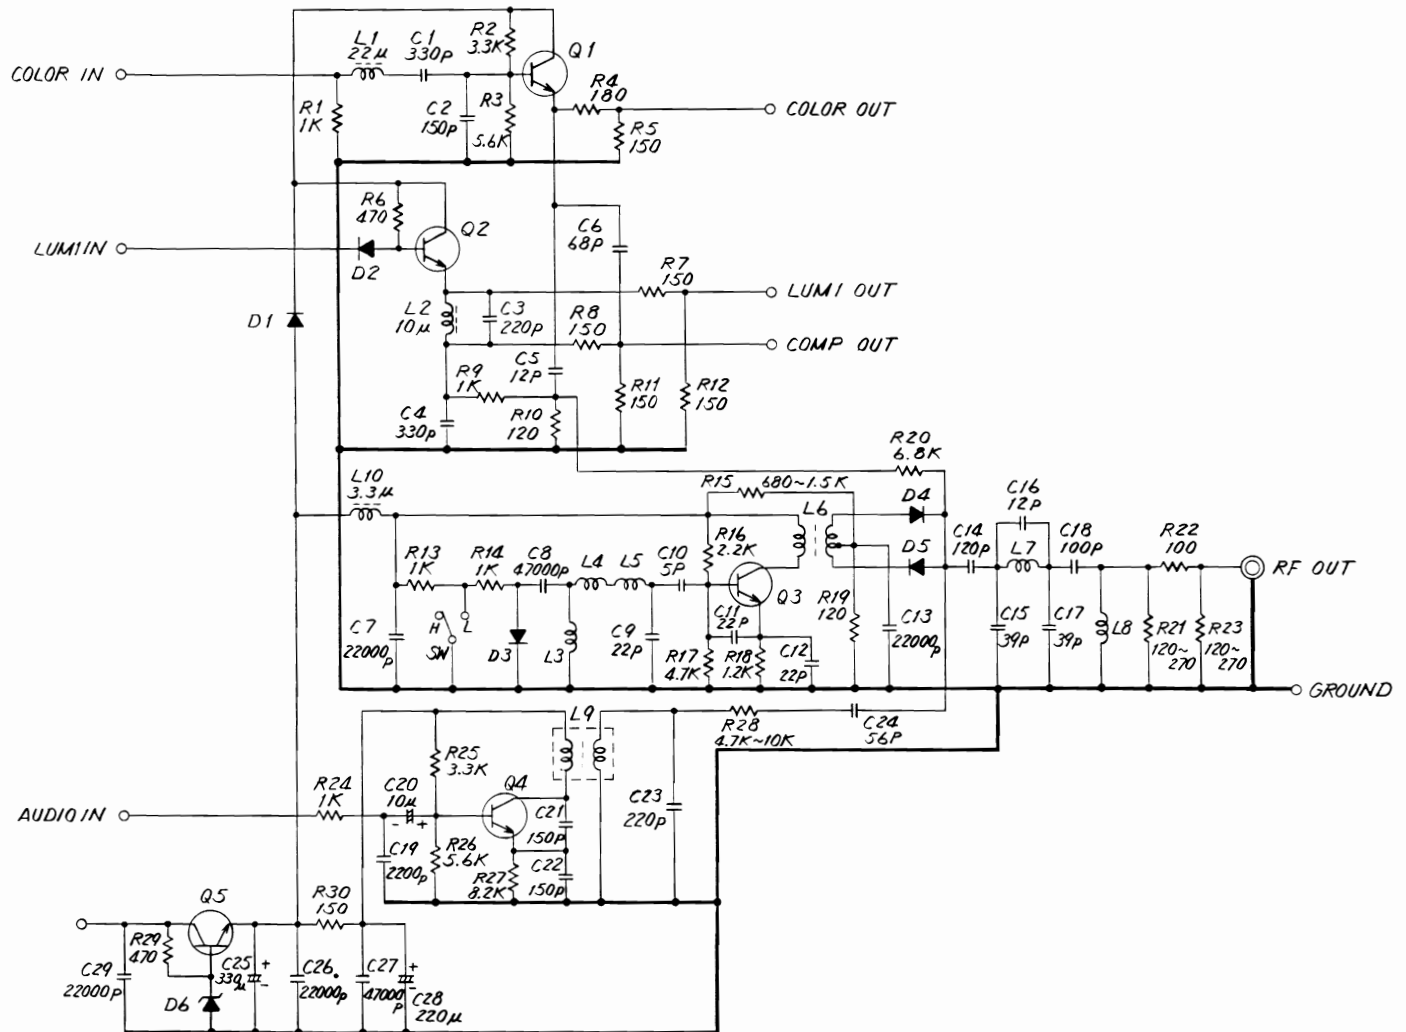 COLOR IN
L1
22μ
C1
330p
R2
3.3K
Q1
R1
1K
C2
150p
R3
5.6K
R4
180
COLOR OUT
R5
150
LUMI IN
R6
470
Q2
D2
C6
68P
R7
150
LUMI OUT
D1
L2
10μ
C3
220p
R8
150
COMP OUT
R9
1K
C5
12P
C4
330p
R10
120
R11
150
R12
150
R20
6.8K
L10
3.3μ
R15
680~1.5K
L6
D4
C16
12P
R13
1K
R14
1K
C8
47000p
L4
L5
C10
5P
R16
2.2K
D5
C14
120p
L7
C18
100p
R22
100
RF OUT
Q3
C7
22000p
H
L
SW
D3
L3
C9
22p
C11
22P
R17
4.7K
R18
1.2K
C12
22p
R19
120
C13
22000p
C15
39p
C17
39p
L8
R21
120~
270
R23
120~
270
GROUND
L9
R28
4.7K~10K
C24
56P
R25
3.3K
R24
1K
C20
10μ
- +
Q4
AUDIO IN
C19
2200p
R26
5.6K
R27
8.2K
C21
150p
C22
150p
C23
220p
Q5
R30
150
R29
470
C29
22000p
D6
C25
330μ
+
-
C26
22000p
C27
47000p
+
-
C28
220μ